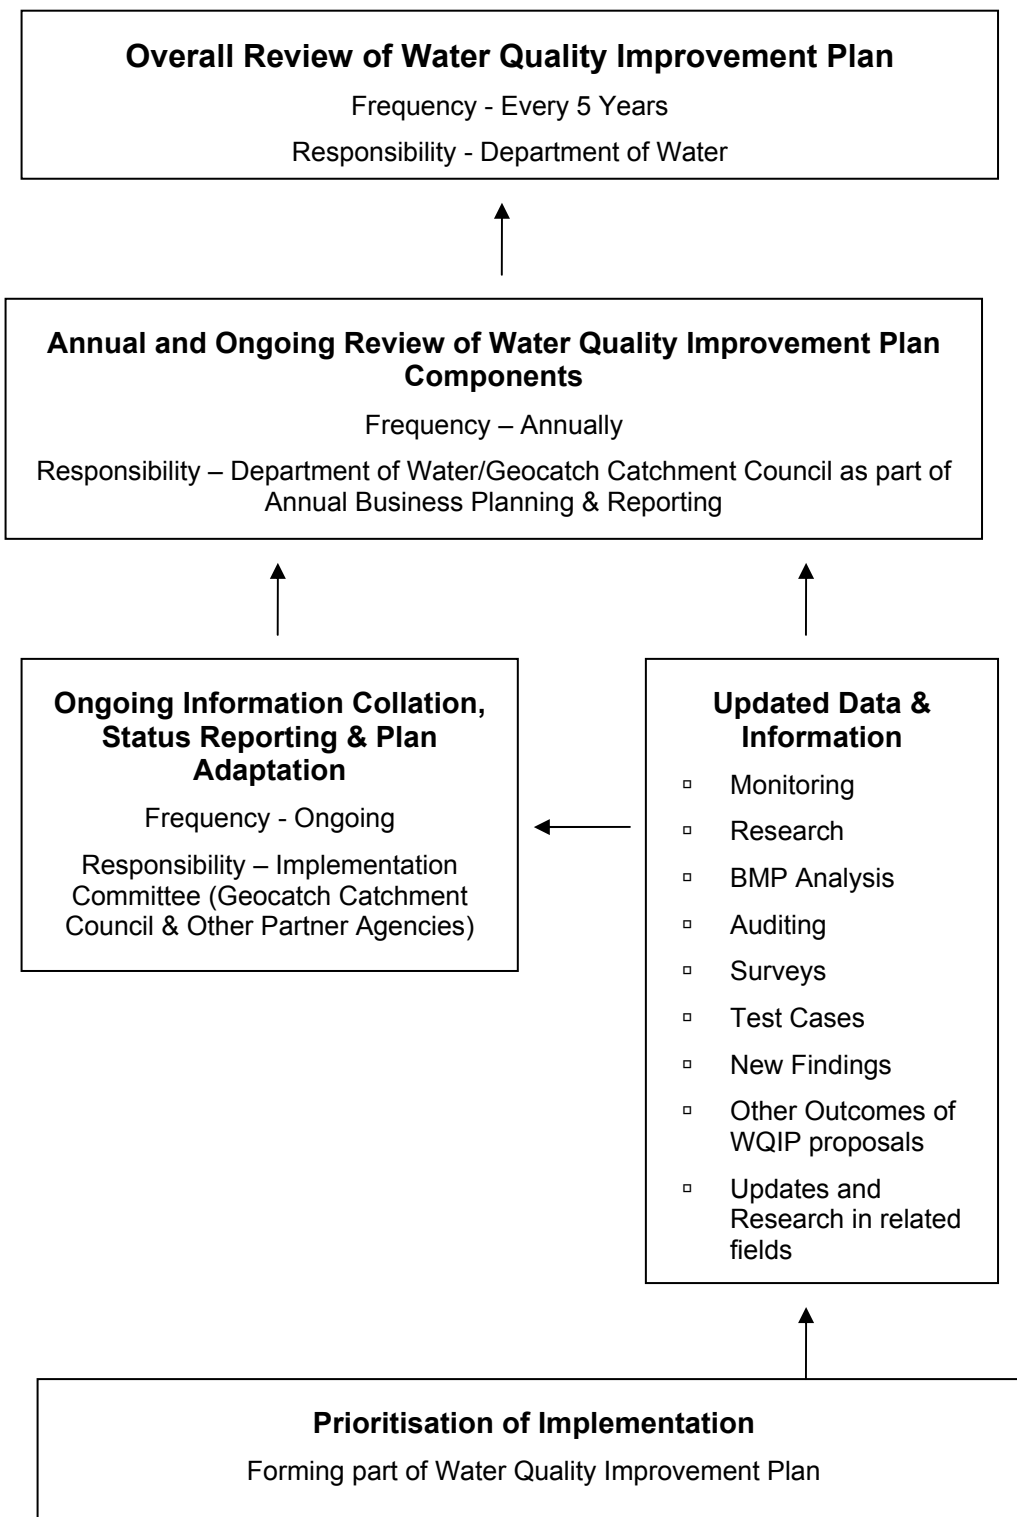 Overall Review of Water Quality Improvement Plan
Frequency - Every 5 Years
Responsibility - Department of Water
Annual and Ongoing Review of Water Quality Improvement Plan
Components
Frequency – Annually
Responsibility – Department of Water/Geocatch Catchment Council as part of
Annual Business Planning & Reporting
Ongoing Information Collation,
Status Reporting & Plan
Adaptation
Frequency - Ongoing
Responsibility – Implementation
Committee (Geocatch Catchment
Council & Other Partner Agencies)
Updated Data &
Information
▫ Monitoring
▫ Research
▫ BMP Analysis
▫ Auditing
▫ Surveys
▫ Test Cases
▫ New Findings
▫ Other Outcomes of
WQIP proposals
▫ Updates and
Research in related
fields
Prioritisation of Implementation
Forming part of Water Quality Improvement Plan